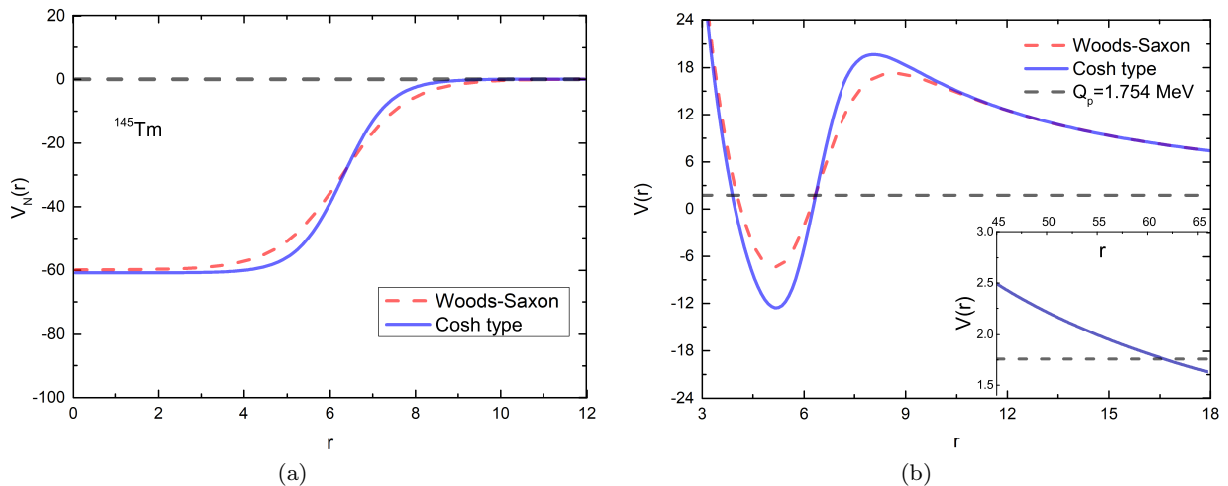 20
0
-20
-40
-60
-80
-100
V_N(r)
¹⁴⁵Tm
Woods-Saxon
Cosh type
0 2 4 6 8 10 12
r
(a)
24
18
12
6
0
-6
-12
-18
-24
V(r)
Woods-Saxon
Cosh type
Q_p=1.754 MeV
45 50 55 60 65
r
3.0
2.5
2.0
1.5
V(r)
3 6 9 12 15 18
r
(b)